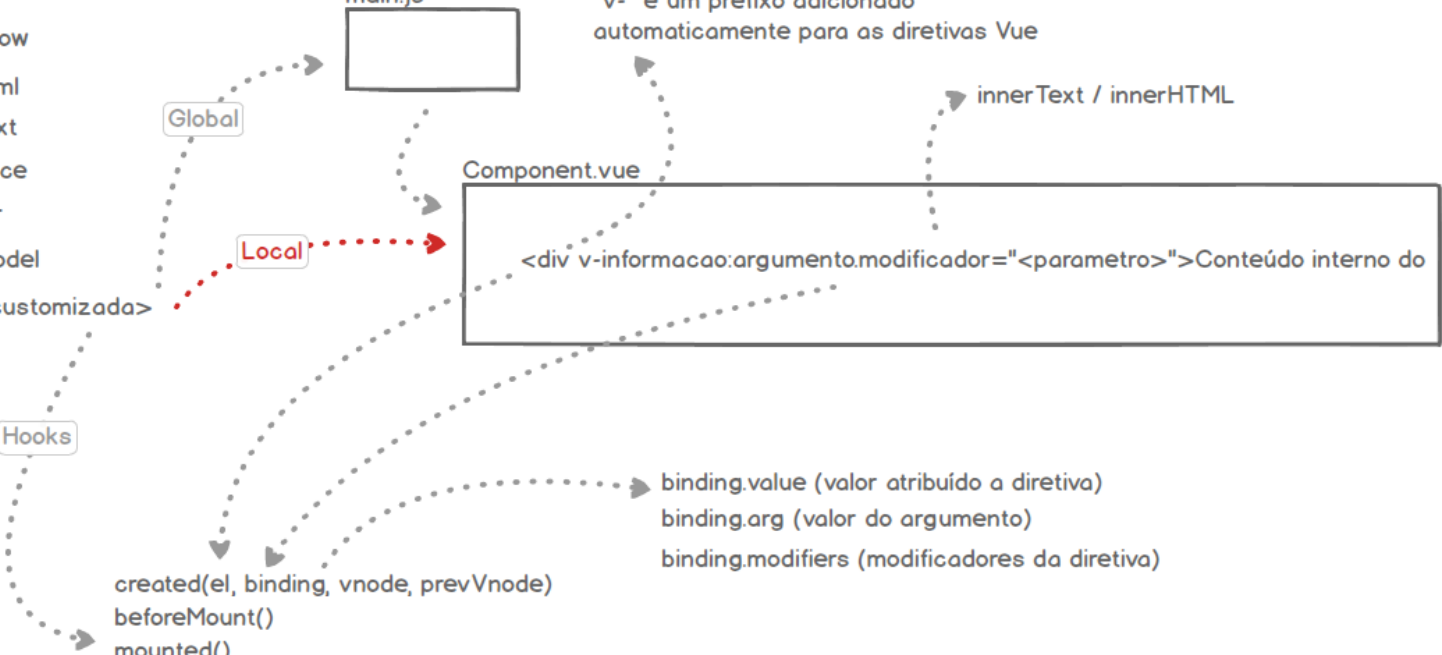 main.js
"v-" é um prefixo adicionado
automaticamente para as diretivas Vue
ow
ml
xt
ce
odel
customizada>
Global
Local
Hooks
innerText / innerHTML
Component.vue
<div v-informacao:argumento.modificador="<parametro>">Conteúdo interno do
binding.value (valor atribuído a diretiva)
binding.arg (valor do argumento)
binding.modifiers (modificadores da diretiva)
created(el, binding, vnode, prevVnode)
beforeMount()
mounted()